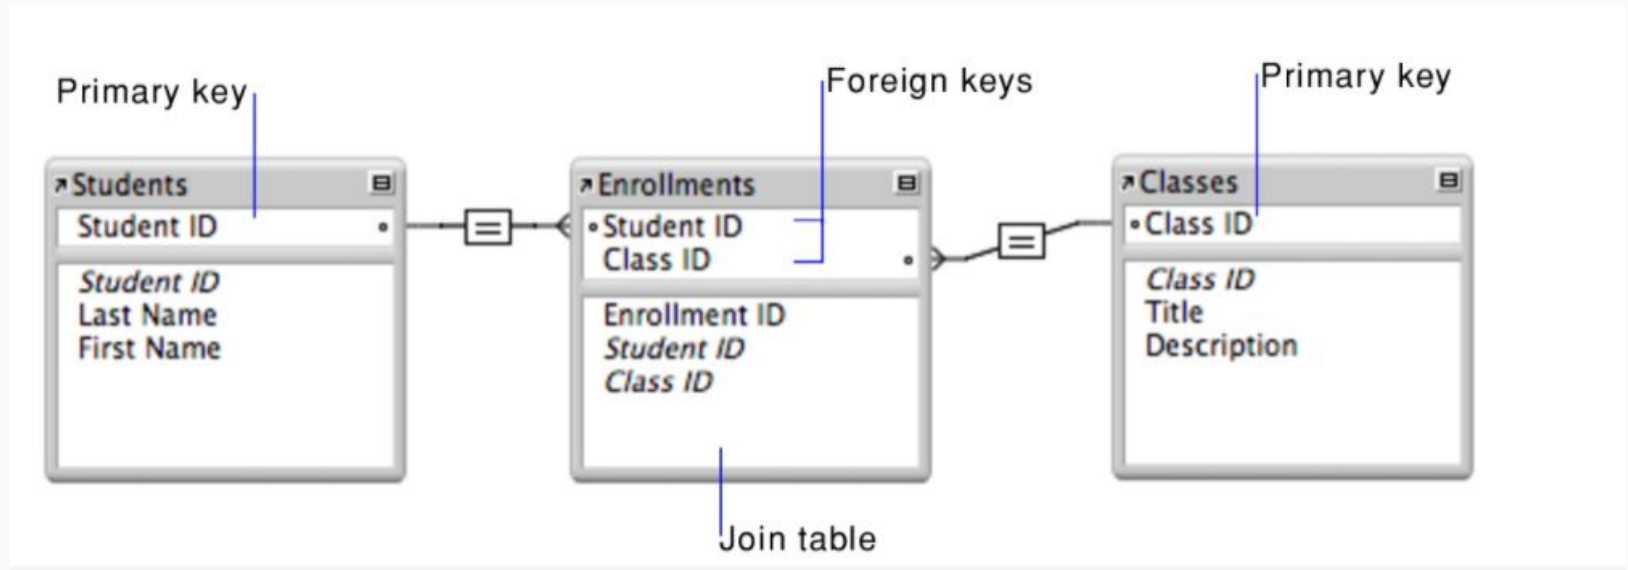 Primary key
Foreign keys
Primary key
Students
Student ID
Student ID
Last Name
First Name
Enrollments
Student ID
Class ID
Enrollment ID
Student ID
Class ID
Classes
Class ID
Class ID
Title
Description
Join table